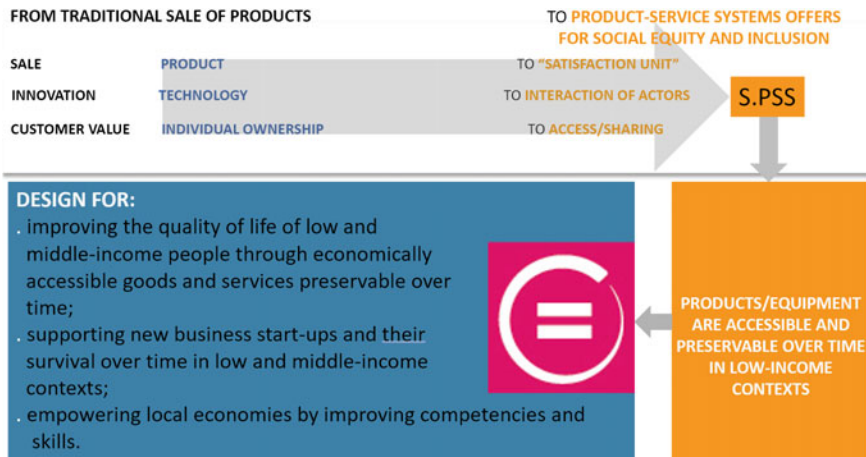 FROM TRADITIONAL SALE OF PRODUCTS
TO PRODUCT-SERVICE SYSTEMS OFFERS
FOR SOCIAL EQUITY AND INCLUSION
SALE PRODUCT TO "SATISFACTION UNIT"
INNOVATION TECHNOLOGY TO INTERACTION OF ACTORS
CUSTOMER VALUE INDIVIDUAL OWNERSHIP TO ACCESS/SHARING
S.PSS
DESIGN FOR:
. improving the quality of life of low and
middle-income people through economically
accessible goods and services preservable over
time;
. supporting new business start-ups and their
survival over time in low and middle-income
contexts;
. empowering local economies by improving competencies and
skills.
PRODUCTS/EQUIPMENT
ARE ACCESSIBLE AND
PRESERVABLE OVER TIME
IN LOW-INCOME
CONTEXTS